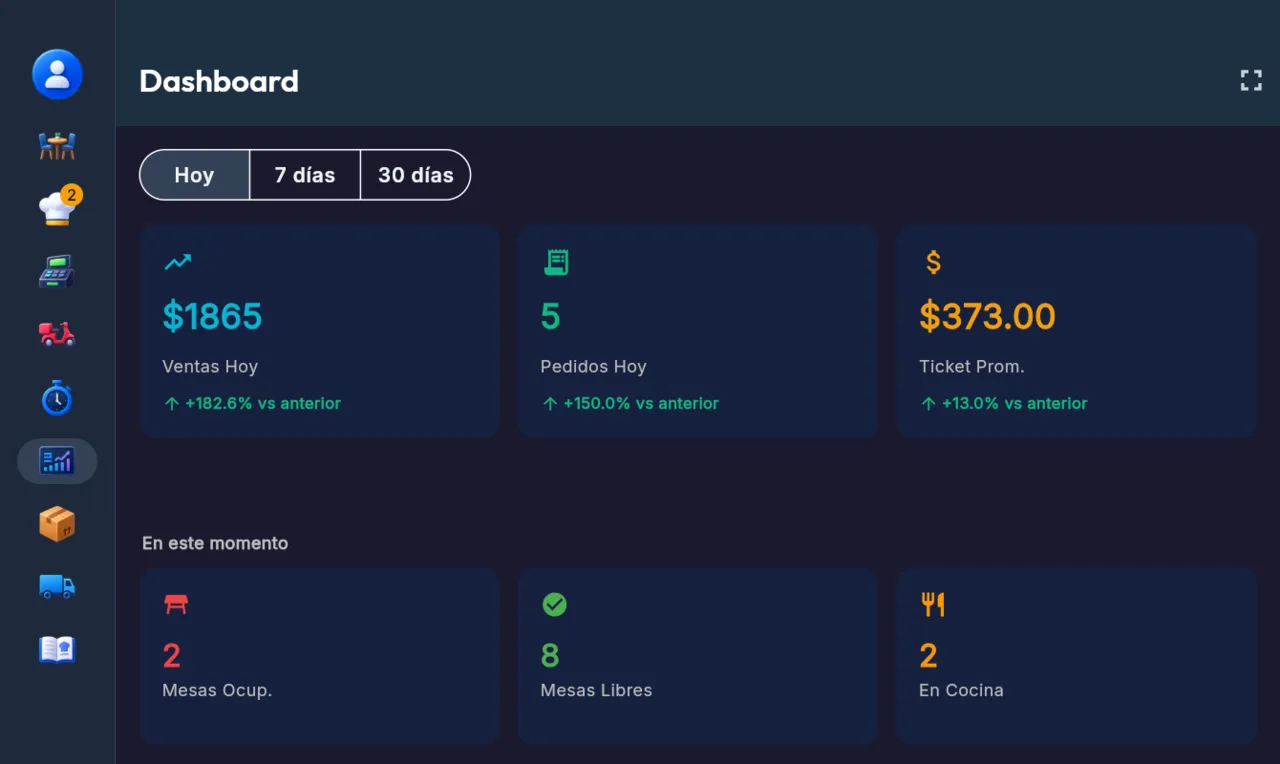 Dashboard
2
Hoy
7 días
30 días
$1865
Ventas Hoy
+182.6% vs anterior
5
Pedidos Hoy
+150.0% vs anterior
$373.00
Ticket Prom.
+13.0% vs anterior
En este momento
2
Mesas Ocup.
8
Mesas Libres
2
En Cocina